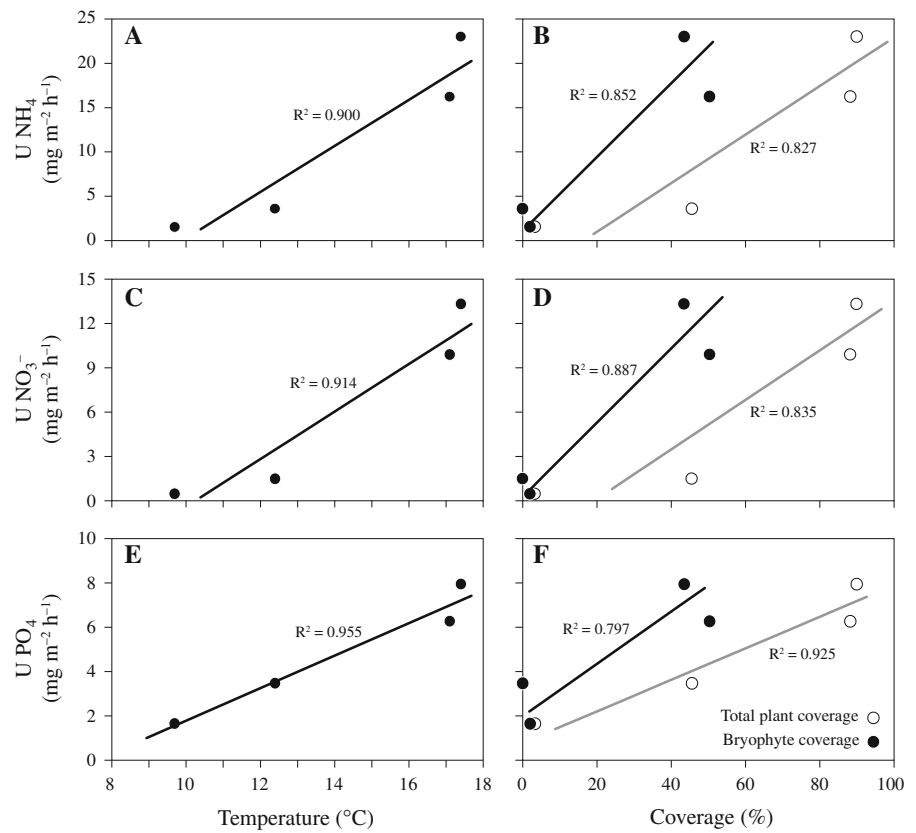 A
B
25
20
15
10
5
0
U NH₄
(mg m⁻² h⁻¹)
R² = 0.900
R² = 0.852
R² = 0.827
C
D
15
12
9
6
3
0
U NO₃⁻
(mg m⁻² h⁻¹)
R² = 0.914
R² = 0.887
R² = 0.835
E
F
10
8
6
4
2
0
U PO₄
(mg m⁻² h⁻¹)
R² = 0.955
R² = 0.797
R² = 0.925
Total plant coverage
Bryophyte coverage
8 10 12 14 16 18
0 20 40 60 80 100
Temperature (°C)
Coverage (%)